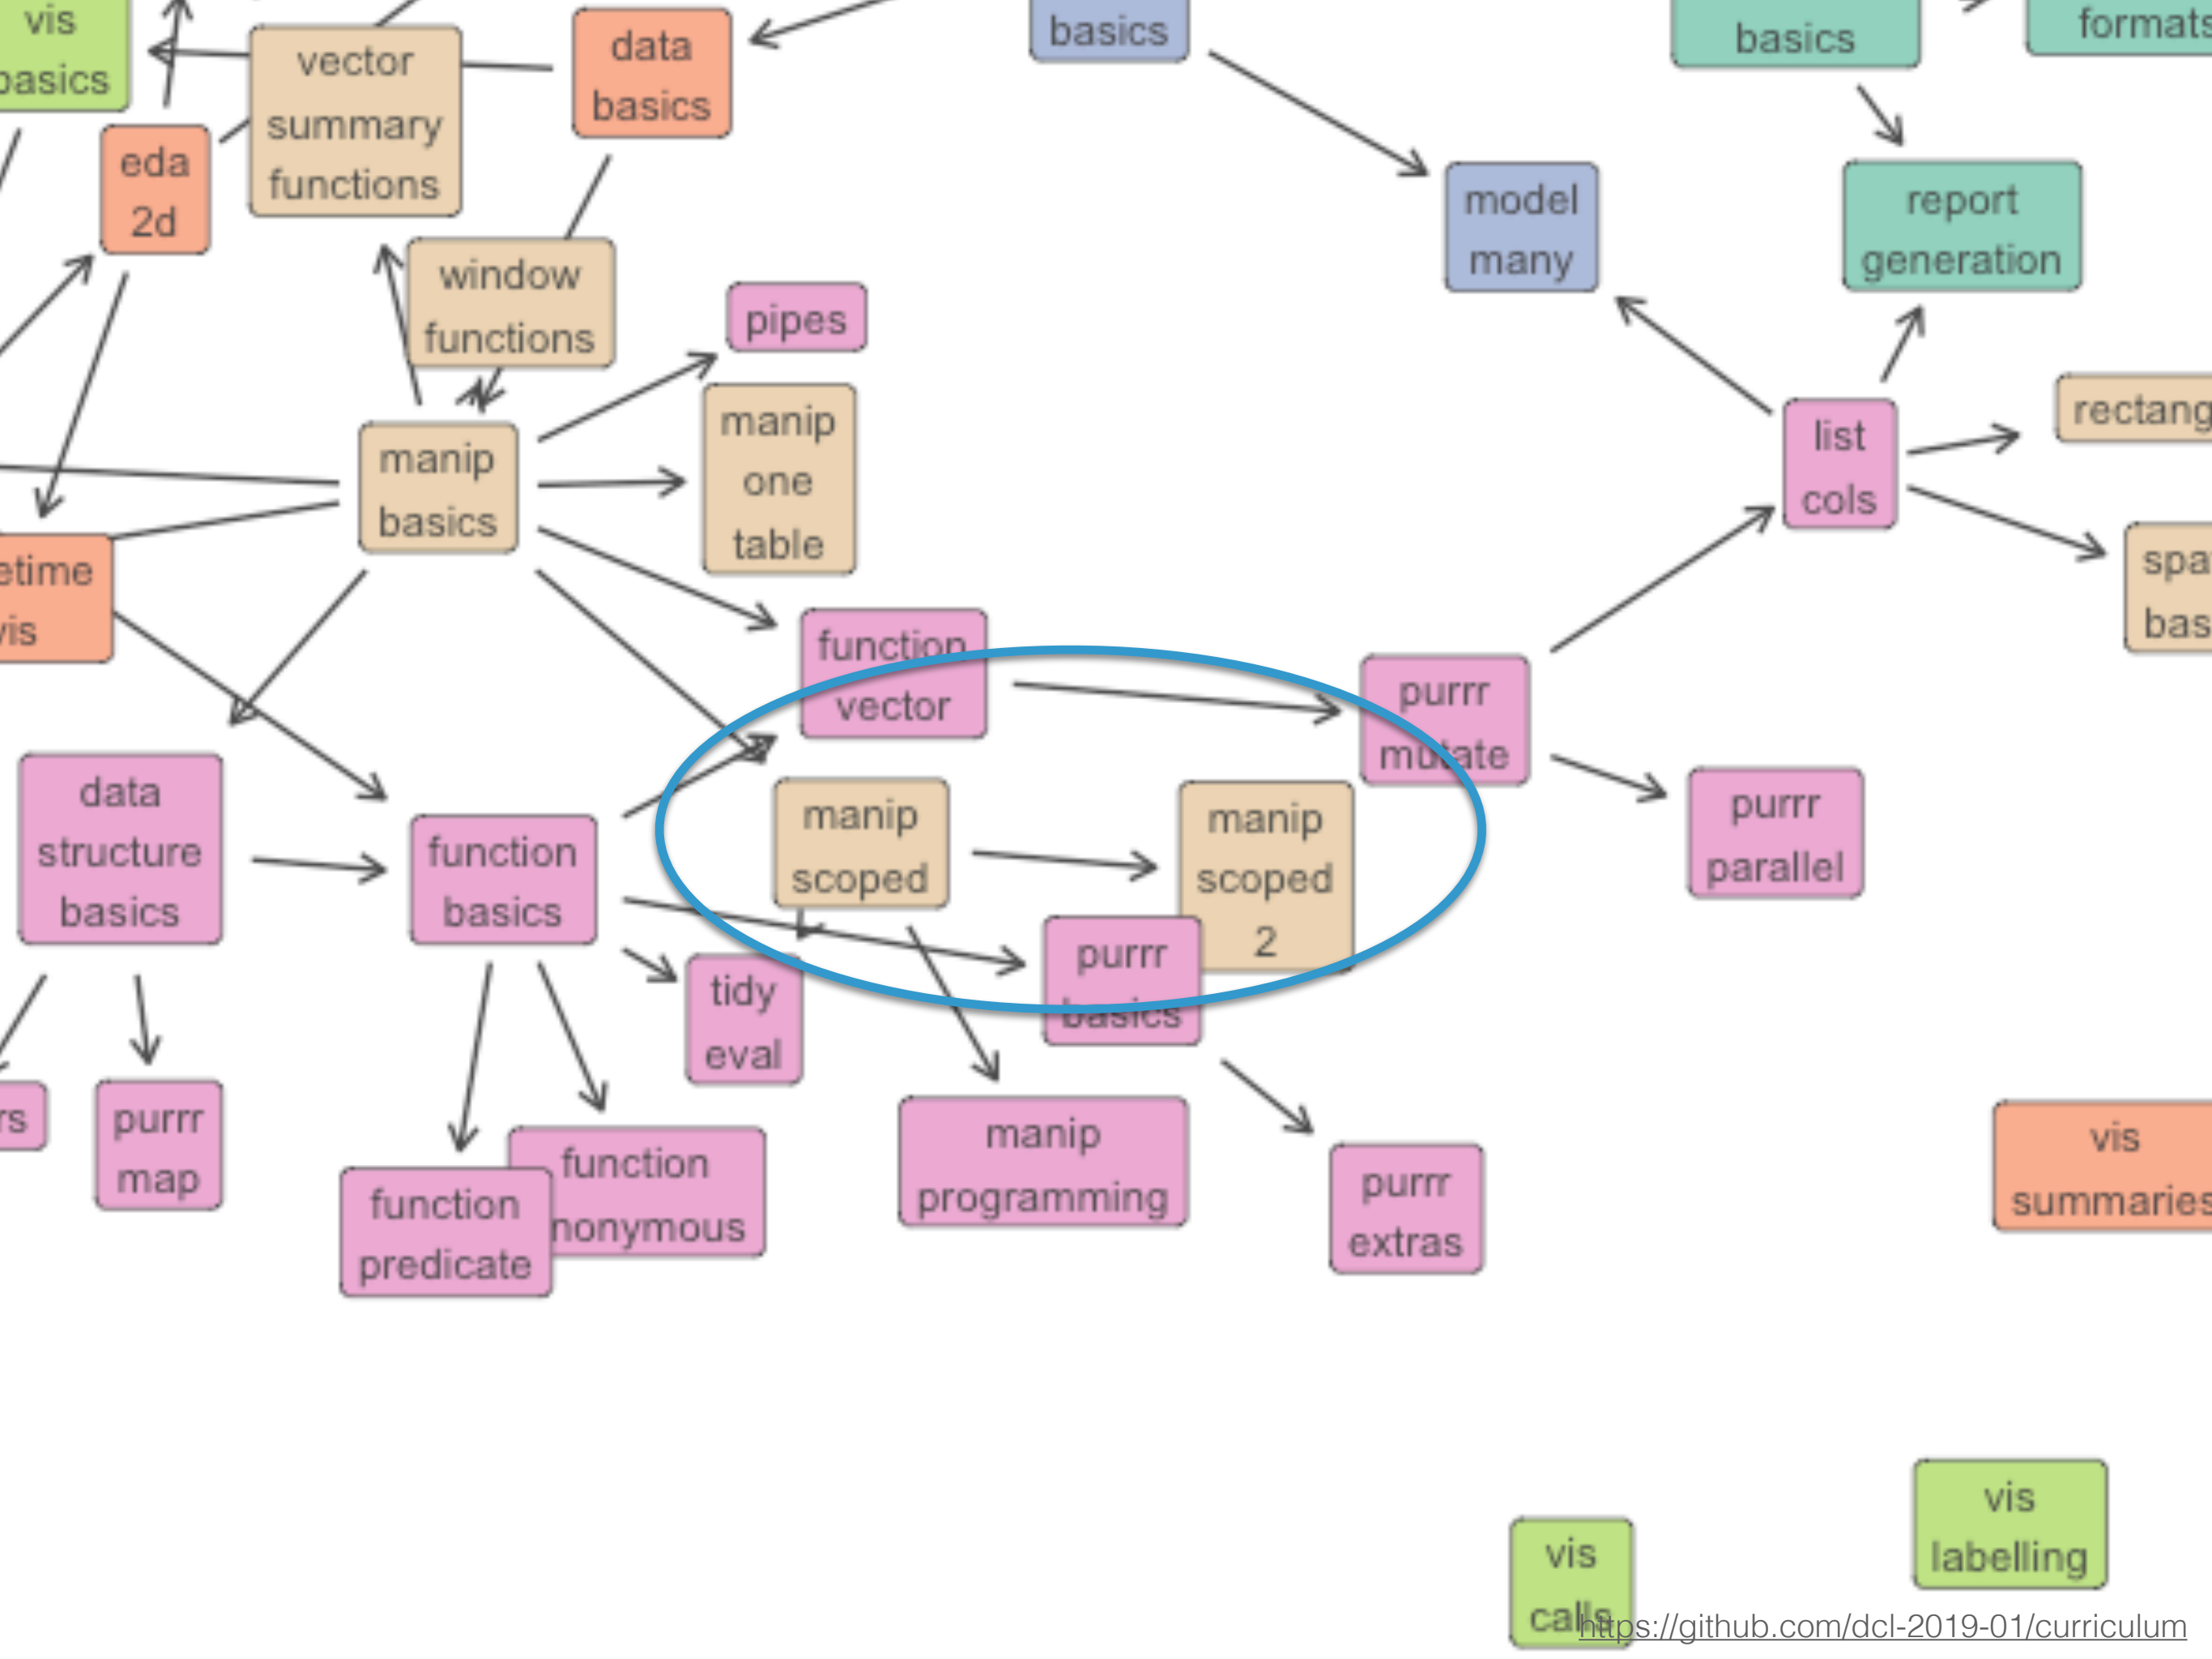 vis
basics
vector
summary
functions
data
basics
basics
basics
formats
eda
2d
window
functions
pipes
model
many
report
generation
manip
basics
manip
one
table
list
cols
function
vector
purrr
mutate
vis
data
structure
basics
function
basics
manip
scoped
manip
scoped
2
purrr
parallel
purrr
basics
tidy
eval
purrr
map
function
predicate
function
manip
programming
purrr
extras
vis
summaries
vis
labelling
vis
calls
https://github.com/dcl-2019-01/curriculum